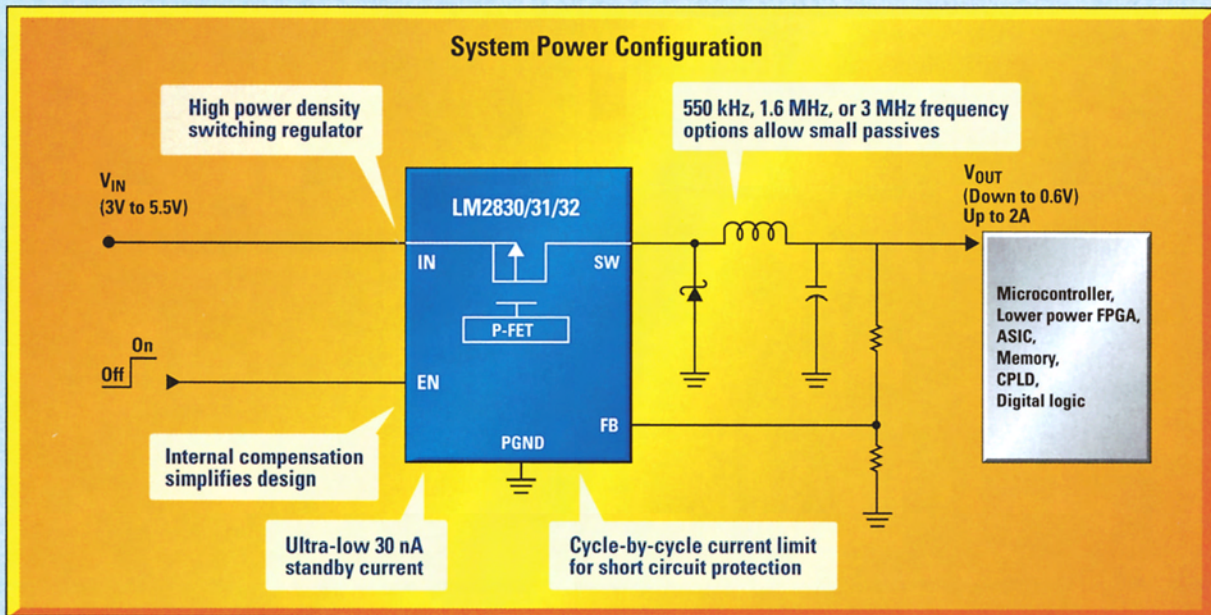 System Power Configuration
High power density
switching regulator
550 kHz, 1.6 MHz, or 3 MHz frequency
options allow small passives
VIN
(3V to 5.5V)
LM2830/31/32
VOUT
(Down to 0.6V)
Up to 2A
IN
SW
P-FET
Microcontroller,
Lower power FPGA,
ASIC,
Memory,
CPLD,
Digital logic
On
Off
EN
FB
PGND
Internal compensation
simplifies design
Ultra-low 30 nA
standby current
Cycle-by-cycle current limit
for short circuit protection